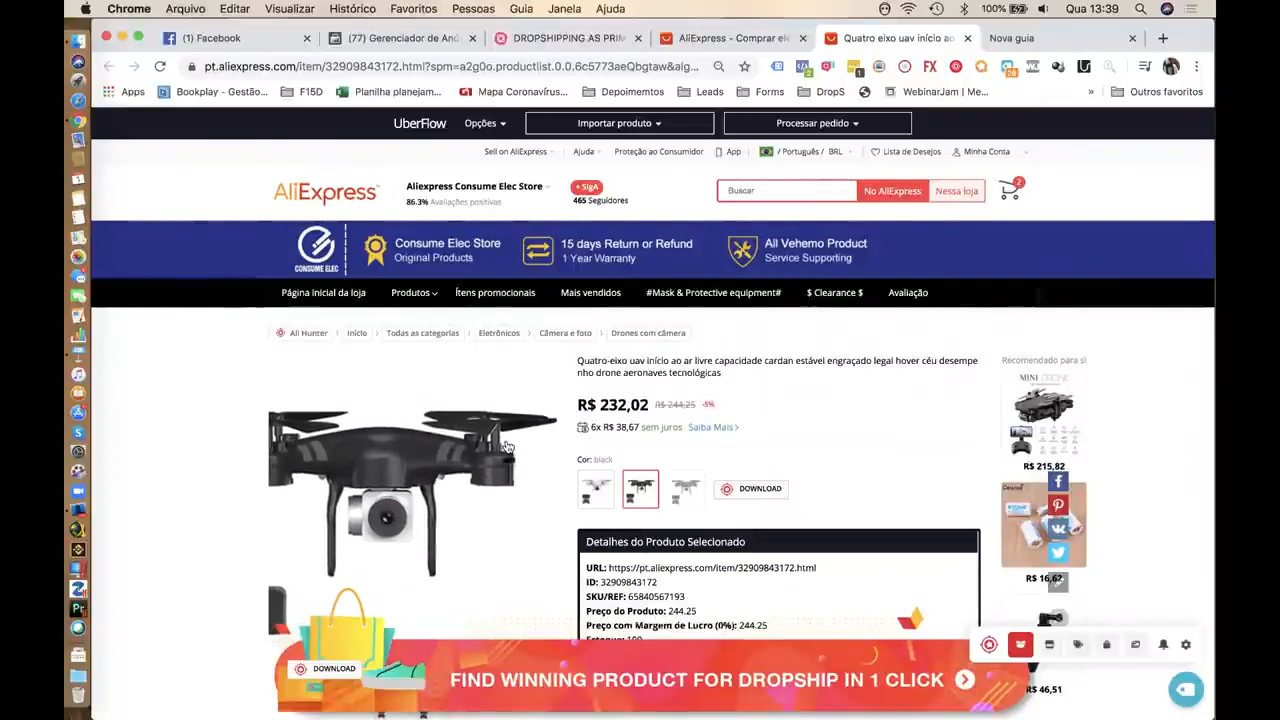 Chrome Arquivo Editar Visualizar Histórico Favoritos Pessoas Guia Janela Ajuda 100% Qua 13:39
(1) Facebook
(77) Gerenciador de Anú
DROPSHIPPING AS PRIM
AliExpress - Comprar ele
Quatro eixo uav início ao
Nova guia
pt.aliexpress.com/item/32909843172.html?spm=a2g0o.productlist.0.0.6c5773aeQbgtaw&alg...
Apps Bookplay - Gestão... F15D Planilha planejam... Mapa Coronavírus... Depoimentos Leads Forms DropS WebinarJam | Me... » Outros favoritos
UberFlow Opções Importar produto Processar pedido
Sell on AliExpress Ajuda Proteção ao Consumidor App / Português / BRL Lista de Desejos Minha Conta
AliExpress
Aliexpress Consume Elec Store
86.3% Avaliações positivas
+ SIGA
465 Seguidores
Buscar No AliExpress Nessa loja 2
CONSUME ELEC
Consume Elec Store
Original Products
15 days Return or Refund
1 Year Warranty
All Vehemo Product
Service Supporting
Página Inicial da loja Produtos Ítens promocionais Mais vendidos #Mask & Protective equipment# $ Clearance $ Avaliação
Ali Hunter Início Todas as categorias Eletrônicos Câmera e foto Drones com câmera
Quatro-eixo uav início ao ar livre capacidade cardan estável engraçado legal hover céu desempe
nho drone aeronaves tecnológicas
R$ 232,02 R$ 244,25 -5%
6x R$ 38,67 sem juros Saiba Mais >
Cor: black
DOWNLOAD
Detalhes do Produto Selecionado
URL: https://pt.aliexpress.com/item/32909843172.html
ID: 32909843172
SKU/REF: 65840567193
Preço do Produto: 244.25
Preço com Margem de Lucro (0%): 244.25
Estoque: 100
Recomendado para si
MINI DRONE
R$ 215,82
R$ 16,62
R$ 46,51
DOWNLOAD
FIND WINNING PRODUCT FOR DROPSHIP IN 1 CLICK